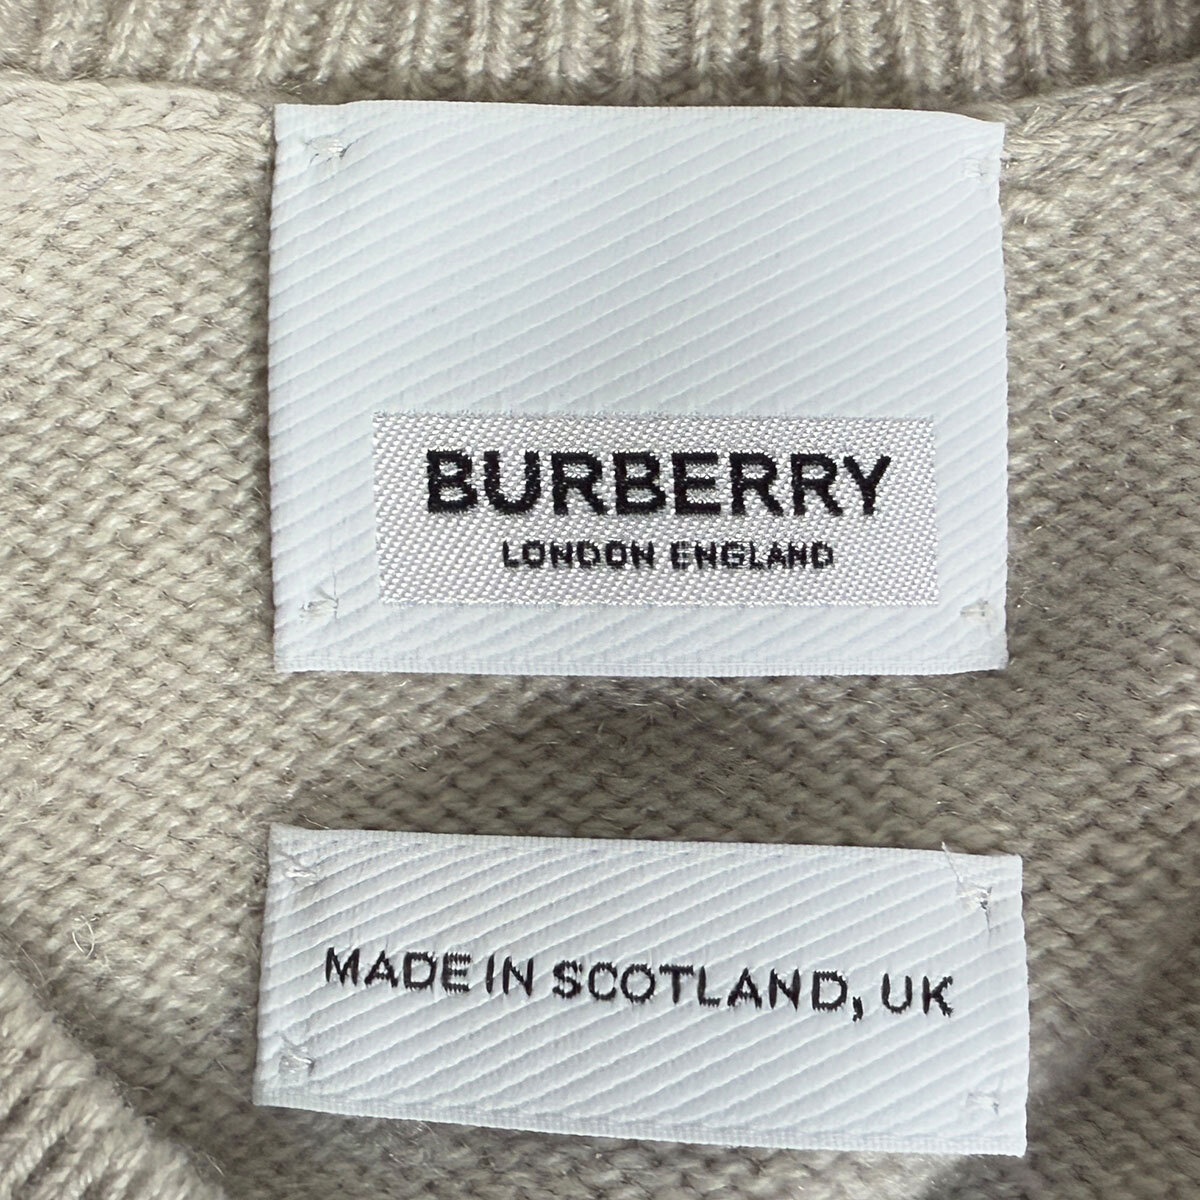 BURBERRY
LONDON ENGLAND
MADE IN SCOTLAND, UK